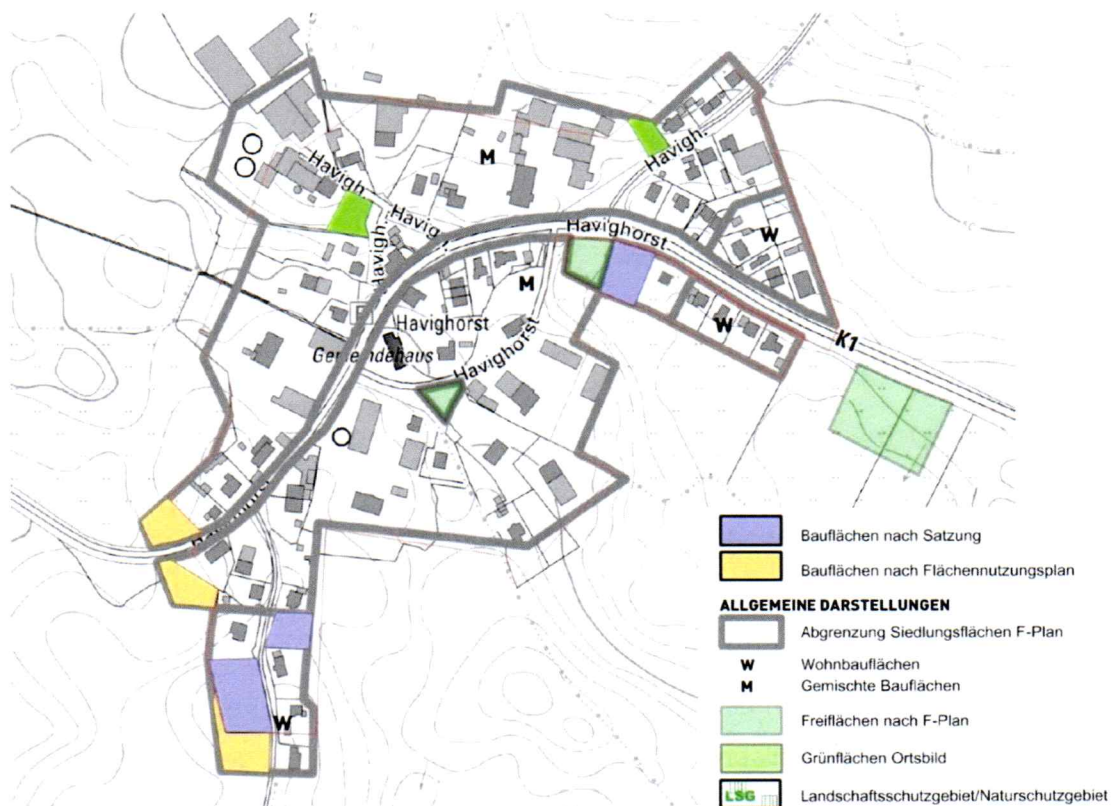 Havigh.
M
Havigh.
Havig
Havigh.
Havighorst
W
M
Havighorst
Gemeindehaus
Havighorst
W
K1
W
Bauflächen nach Satzung
Bauflächen nach Flächennutzungsplan
ALLGEMEINE DARSTELLUNGEN
Abgrenzung Siedlungsflächen F-Plan
W Wohnbauflächen
M Gemischte Bauflächen
Freiflächen nach F-Plan
Grünflächen Ortsbild
LSG Landschaftsschutzgebiet/Naturschutzgebiet